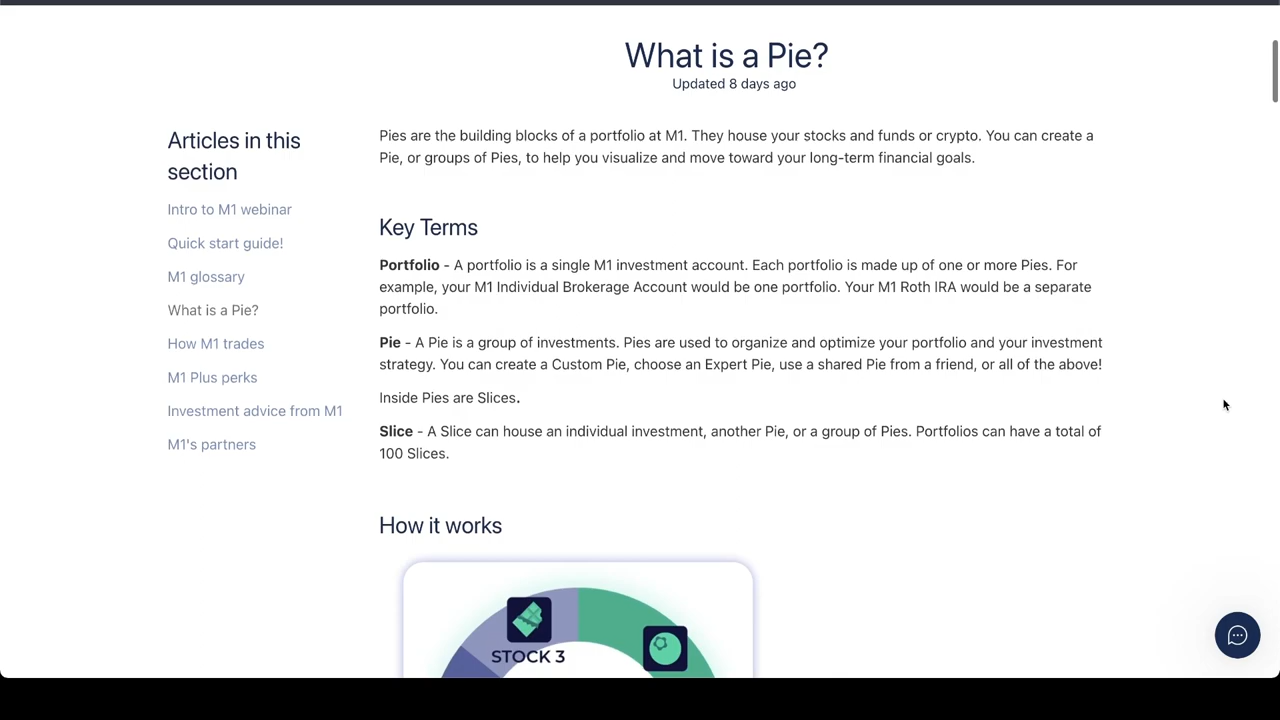 What is a Pie?
Updated 8 days ago
Articles in this
section
Intro to M1 webinar
Quick start guide!
M1 glossary
What is a Pie?
How M1 trades
M1 Plus perks
Investment advice from M1
M1's partners
Pies are the building blocks of a portfolio at M1. They house your stocks and funds or crypto. You can create a
Pie, or groups of Pies, to help you visualize and move toward your long-term financial goals.
Key Terms
Portfolio - A portfolio is a single M1 investment account. Each portfolio is made up of one or more Pies. For
example, your M1 Individual Brokerage Account would be one portfolio. Your M1 Roth IRA would be a separate
portfolio.
Pie - A Pie is a group of investments. Pies are used to organize and optimize your portfolio and your investment
strategy. You can create a Custom Pie, choose an Expert Pie, use a shared Pie from a friend, or all of the above!
Inside Pies are Slices.
Slice - A Slice can house an individual investment, another Pie, or a group of Pies. Portfolios can have a total of
100 Slices.
How it works
STOCK 3